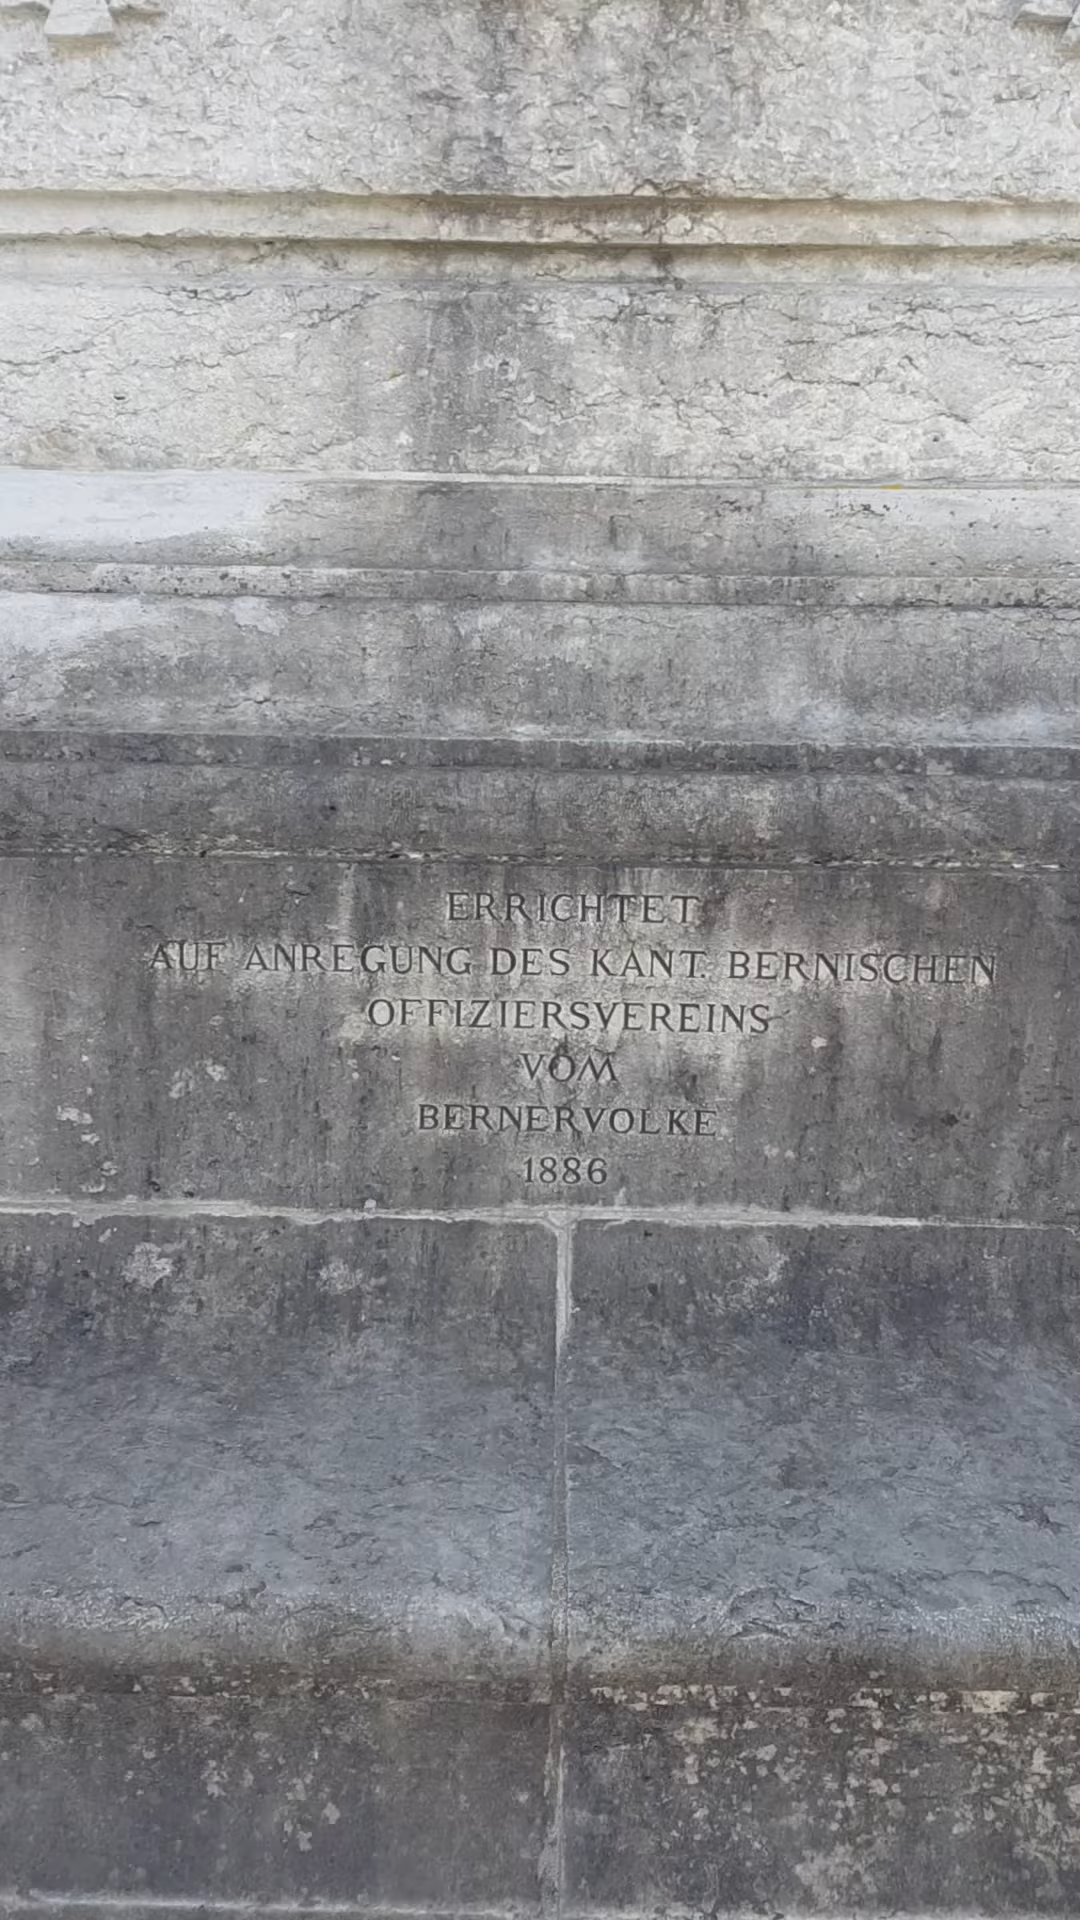 ERRICHTET
AUF ANREGUNG DES KANT. BERNISCHEN
OFFIZIERSVEREINS
VOM
BERNERVOLKE
1886